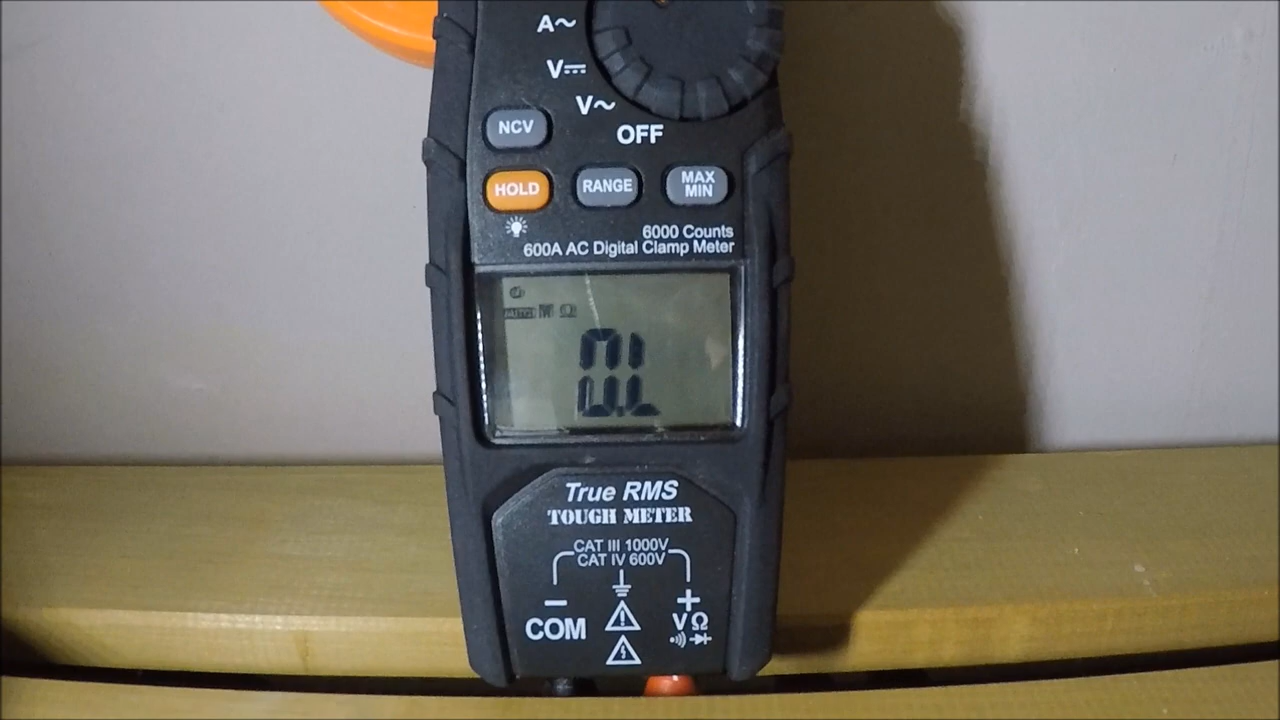 A~
V⎓
V~
OFF
NCV
HOLD
RANGE
MAX
MIN
6000 Counts
600A AC Digital Clamp Meter
AUTO M Ω
0.L
True RMS
TOUGH METER
CAT III 1000V
CAT IV 600V
− +
COM VΩ